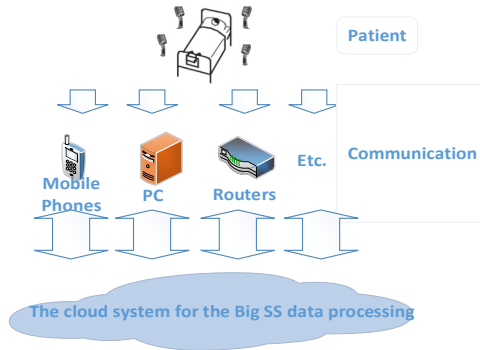 Patient
Etc.
Communication
Mobile
Phones
PC
Routers
The cloud system for the Big SS data processing